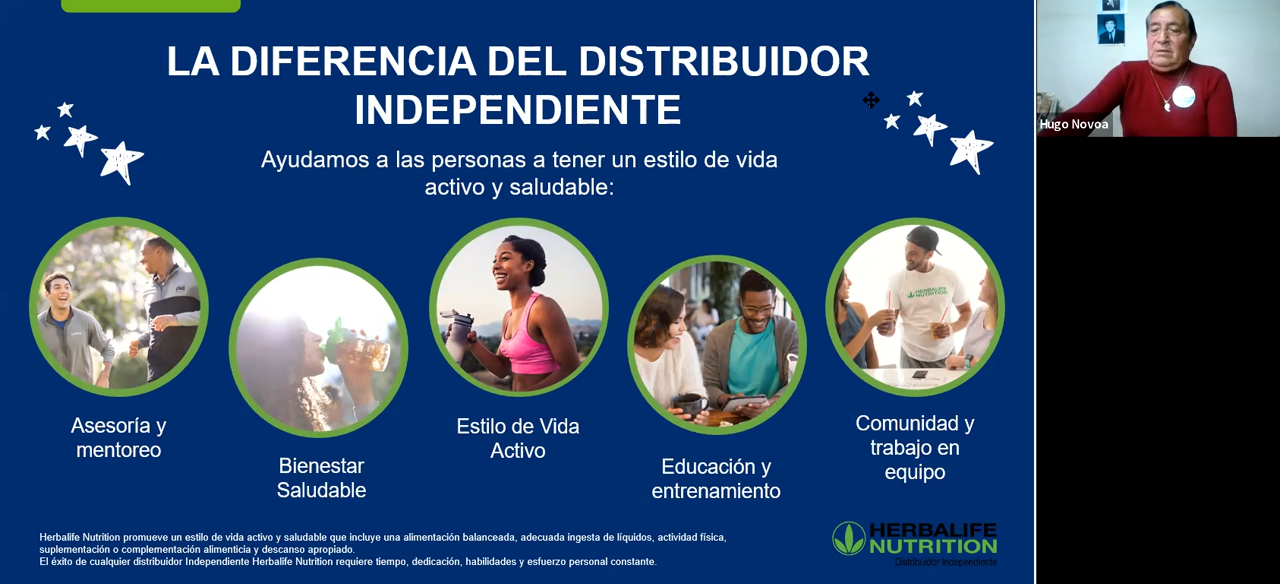 LA DIFERENCIA DEL DISTRIBUIDOR
INDEPENDIENTE
Ayudamos a las personas a tener un estilo de vida
activo y saludable:
Hugo Novoa
HERBALIFE
NUTRITION
Asesoría y
mentoreo
Bienestar
Saludable
Estilo de Vida
Activo
Educación y
entrenamiento
Comunidad y
trabajo en
equipo
Herbalife Nutrition promueve un estilo de vida activo y saludable que incluye una alimentación balanceada, adecuada ingesta de líquidos, actividad física,
suplementación o complementación alimenticia y descanso apropiado.
El éxito de cualquier distribuidor Independiente Herbalife Nutrition requiere tiempo, dedicación, habilidades y esfuerzo personal constante.
HERBALIFE
NUTRITION
Distribuidor Independiente